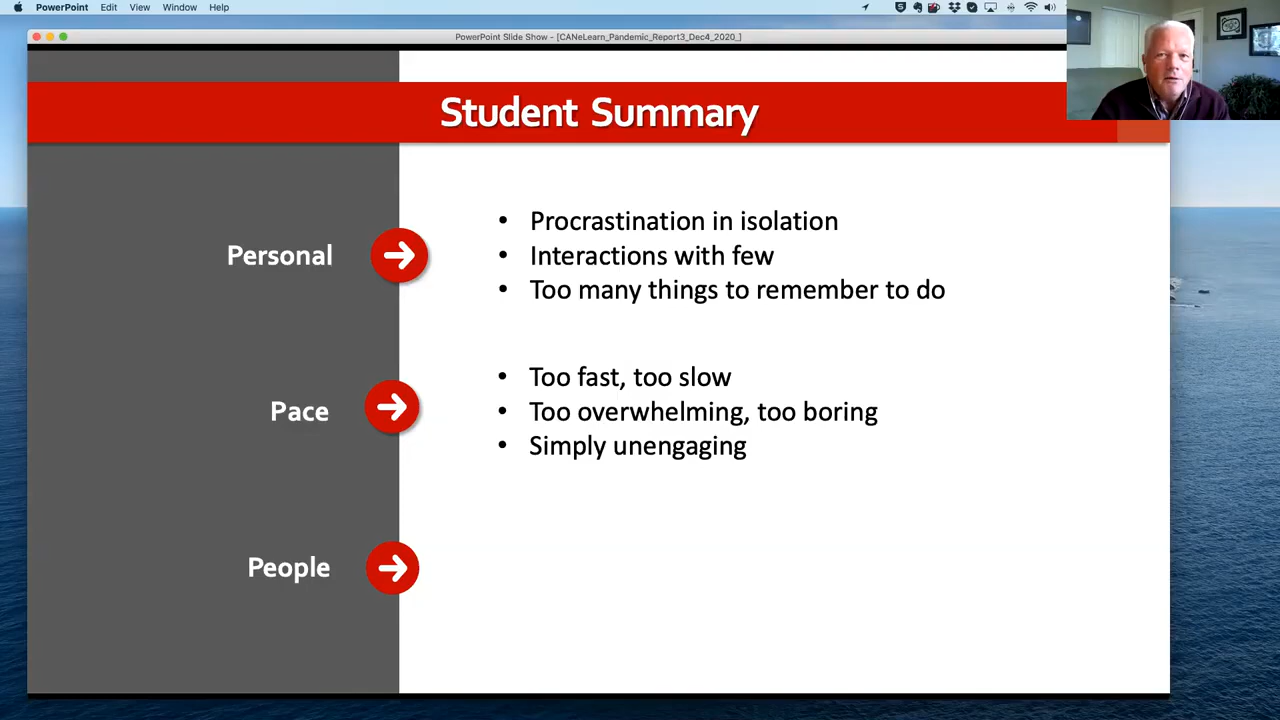 PowerPoint Edit View Window Help
PowerPoint Slide Show - [CANeLearn_Pandemic_Report3_Dec4_2020_]
Student Summary
Personal
• Procrastination in isolation
• Interactions with few
• Too many things to remember to do
Pace
• Too fast, too slow
• Too overwhelming, too boring
• Simply unengaging
People